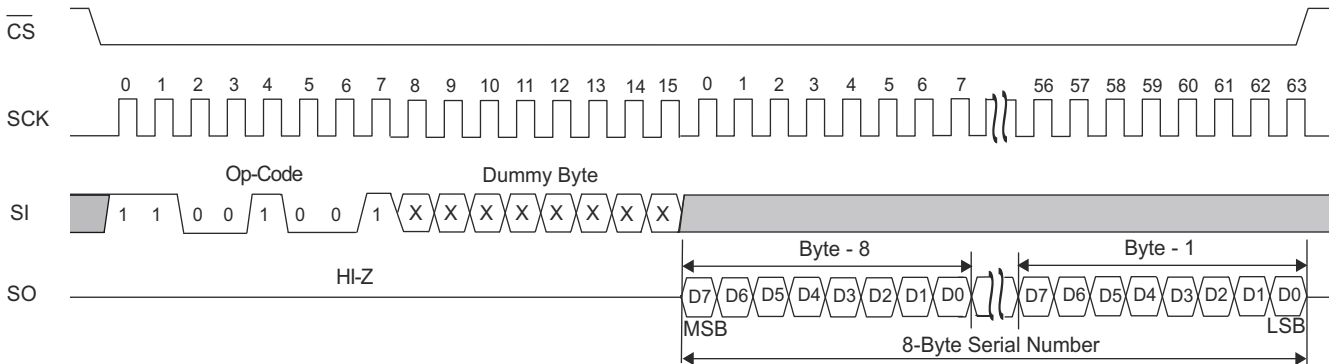 CS
0 1 2 3 4 5 6 7 8 9 10 11 12 13 14 15 0 1 2 3 4 5 6 7 56 57 58 59 60 61 62 63
SCK
Op-Code Dummy Byte
SI 1 1 0 0 1 0 0 1 X X X X X X X X
Byte - 8 Byte - 1
HI-Z
SO D7 D6 D5 D4 D3 D2 D1 D0 D7 D6 D5 D4 D3 D2 D1 D0
MSB LSB
8-Byte Serial Number